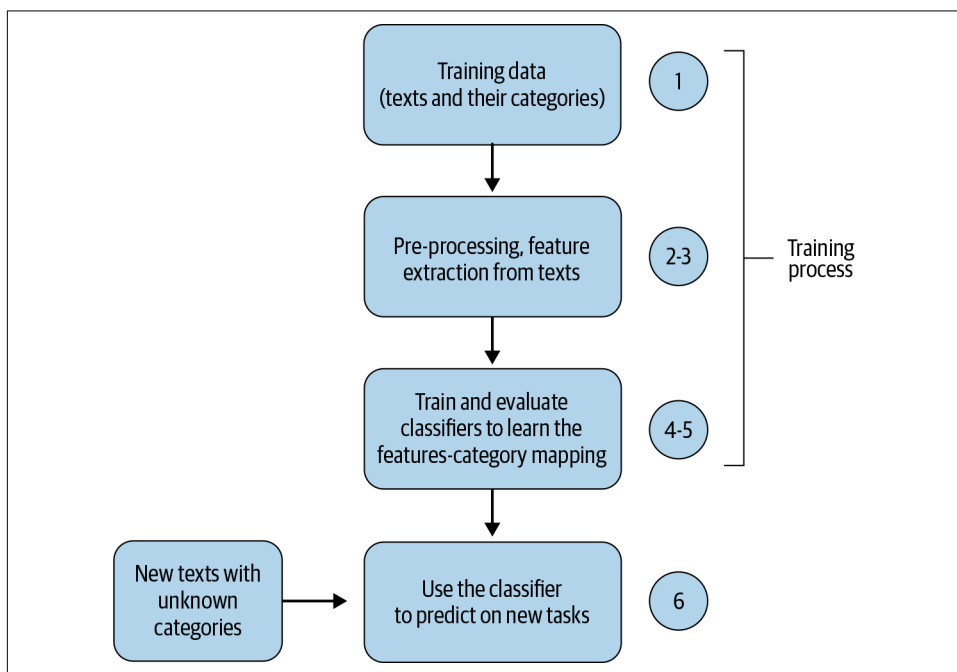 Training data
(texts and their categories)
1
Pre-processing, feature
extraction from texts
2-3
Training
process
Train and evaluate
classifiers to learn the
features-category mapping
4-5
New texts with
unknown
categories
Use the classifier
to predict on new tasks
6